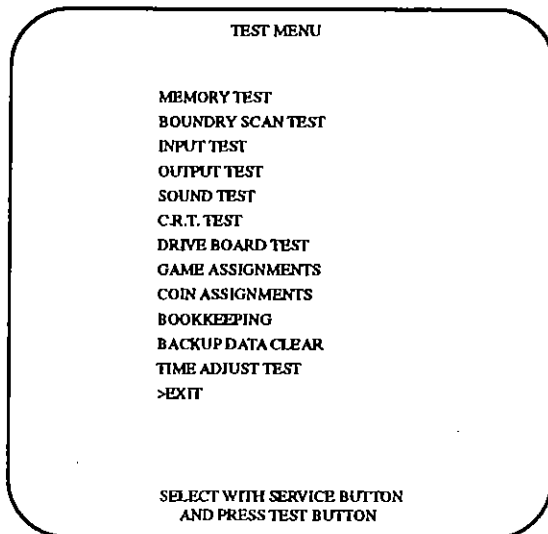 TEST MENU
MEMORY TEST
BOUNDRY SCAN TEST
INPUT TEST
OUTPUT TEST
SOUND TEST
C.R.T. TEST
DRIVE BOARD TEST
GAME ASSIGNMENTS
COIN ASSIGNMENTS
BOOKKEEPING
BACKUP DATA CLEAR
TIME ADJUST TEST
>EXIT
SELECT WITH SERVICE BUTTON
AND PRESS TEST BUTTON